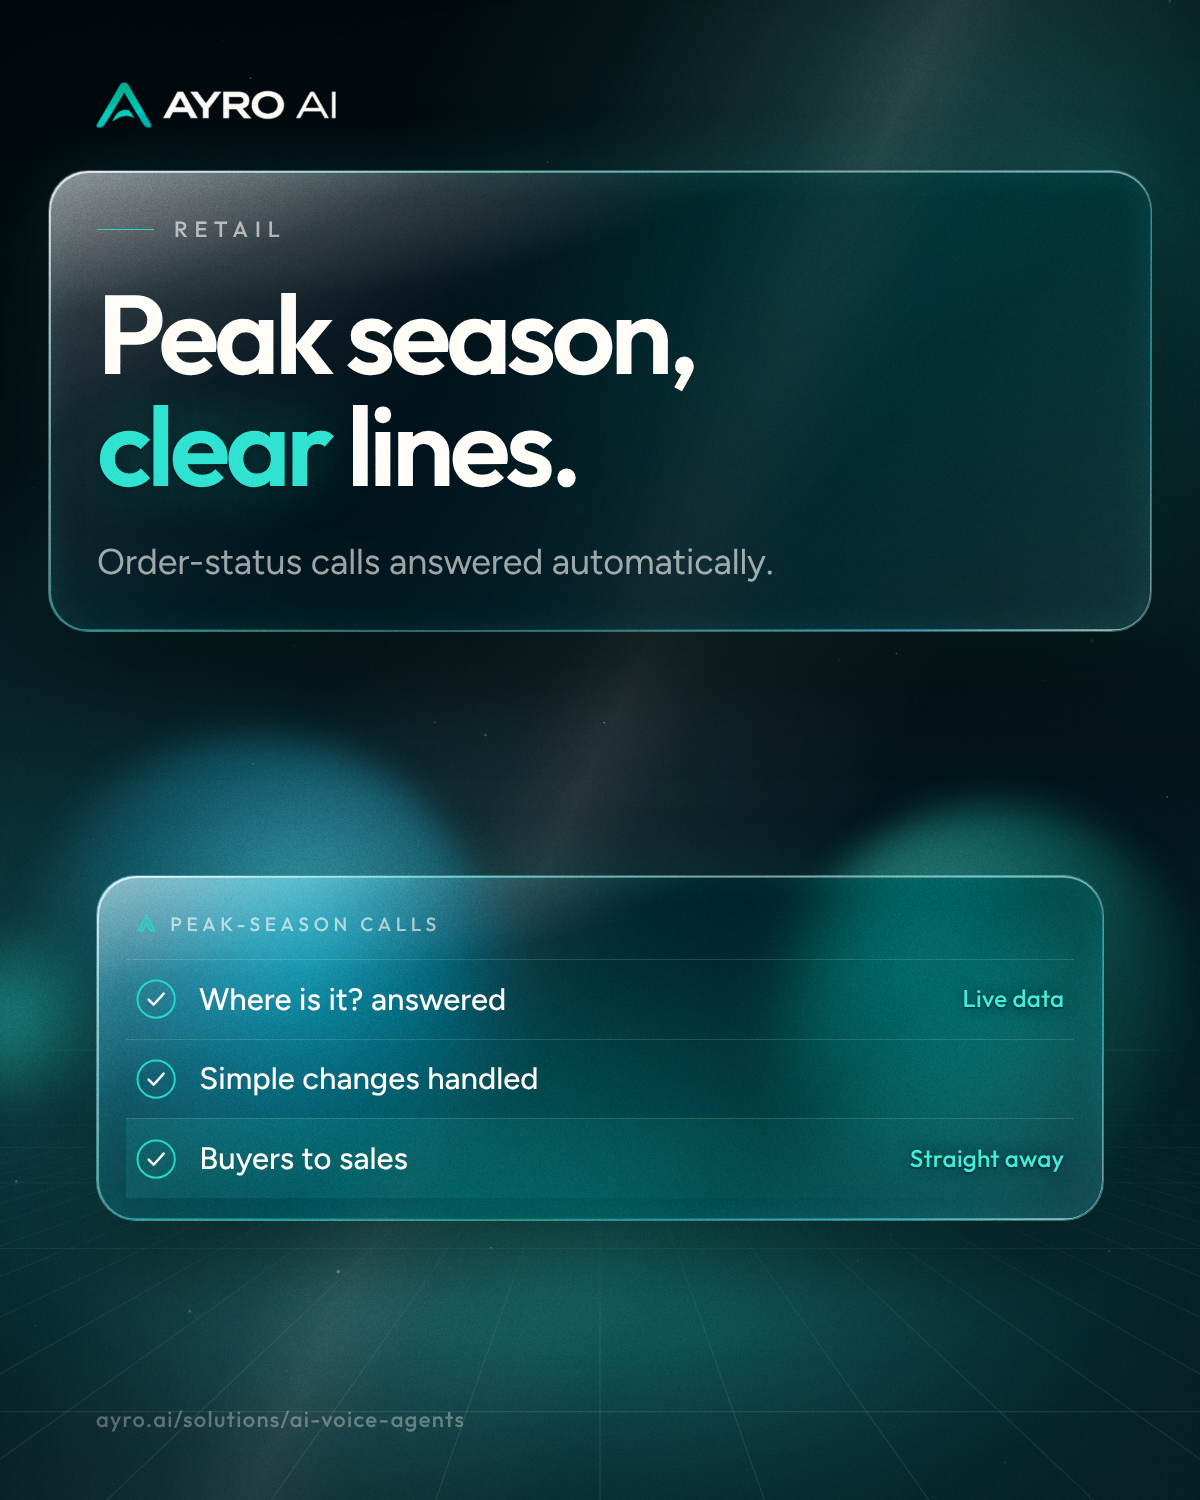 AYRO AI
RETAIL
Peak season,
clear lines.
Order-status calls answered automatically.
PEAK-SEASON CALLS
Where is it? answered
Live data
Simple changes handled
Buyers to sales
Straight away
ayro.ai/solutions/ai-voice-agents